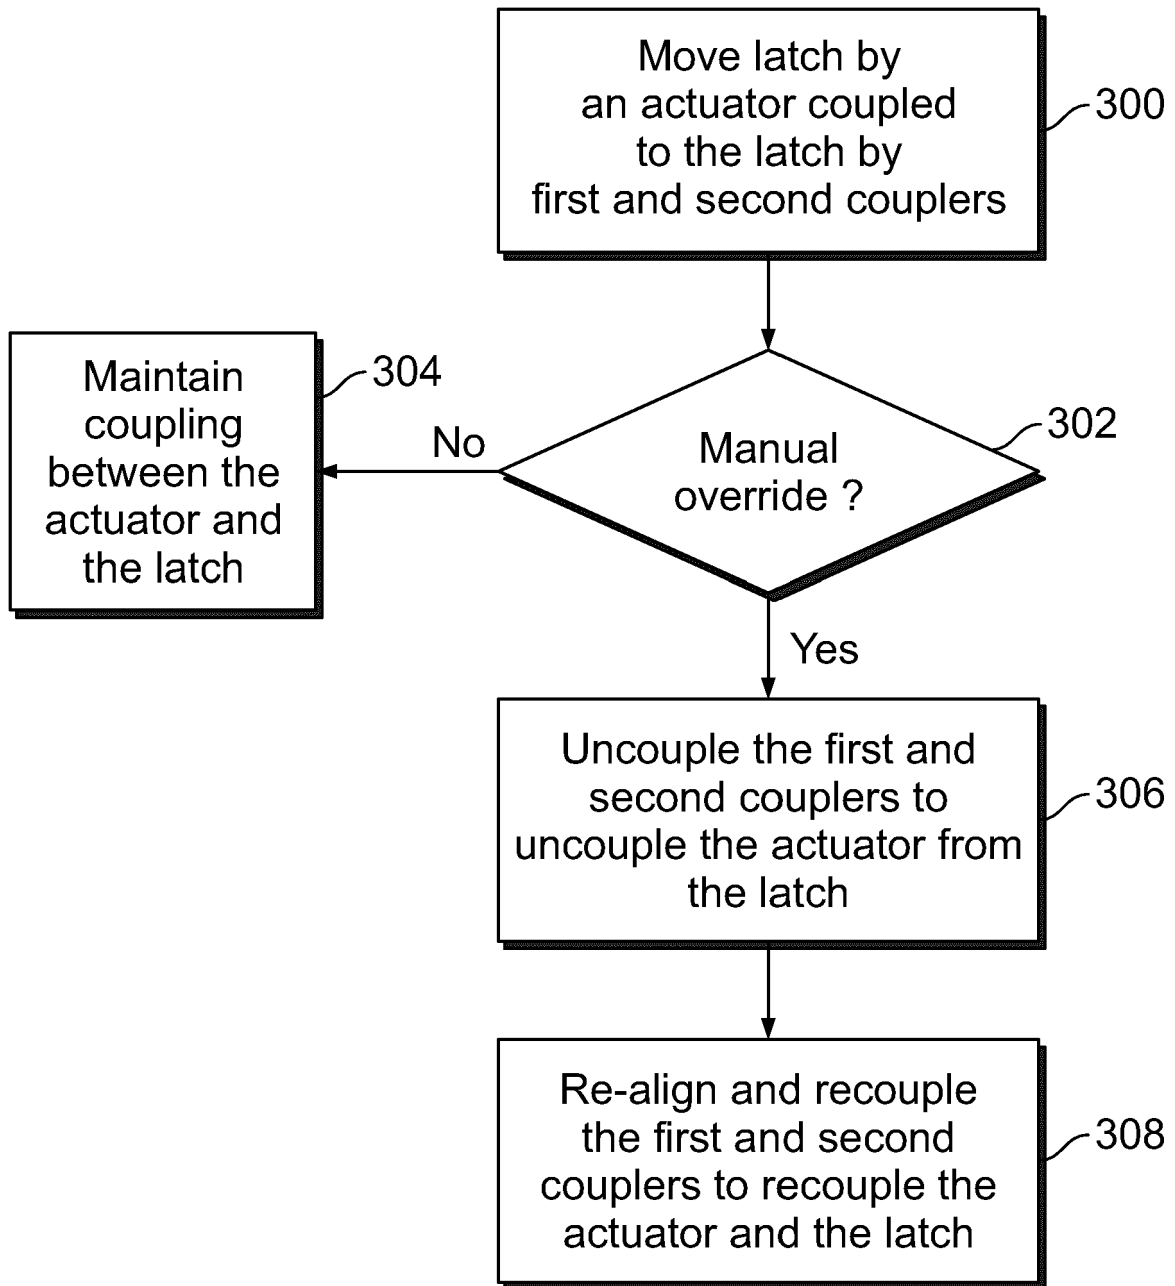 Move latch by
an actuator coupled
to the latch by
first and second couplers
300
Manual
override ?
302
No
Maintain
coupling
between the
actuator and
the latch
304
Yes
Uncouple the first and
second couplers to
uncouple the actuator from
the latch
306
Re-align and recouple
the first and second
couplers to recouple the
actuator and the latch
308